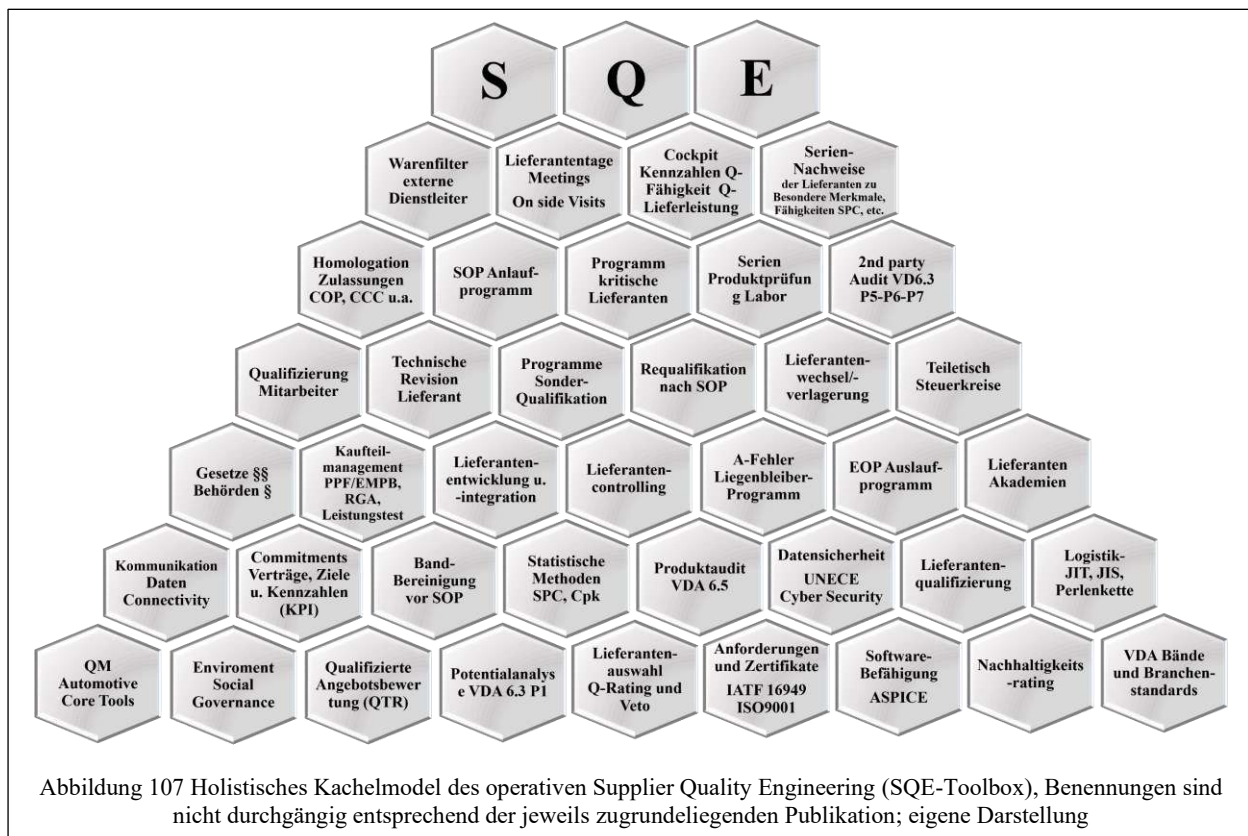 S
Q
E
Warenfilter
externe
Dienstleiter
Lieferantentage
Meetings
On side Visits
Cockpit
Kennzahlen Q-
Fähigkeit Q-
Lieferleistung
Serien-
Nachweise
der Lieferanten zu
Besondere Merkmale,
Fähigkeiten SPC, etc.
Homologation
Zulassungen
COP, CCC u.a.
SOP Anlauf-
programm
Programm
kritische
Lieferanten
Serien
Produktprüfun
g Labor
2nd party
Audit VD6.3
P5-P6-P7
Qualifizierung
Mitarbeiter
Technische
Revision
Lieferant
Programme
Sonder-
Qualifikation
Requalifikation
nach SOP
Lieferanten-
wechsel/-
verlagerung
Teiletisch
Steuerkreise
Gesetze §§
Behörden §
Kaufteil-
management
PPF/EMPB,
RGA,
Leistungstest
Lieferanten-
entwicklung u.
-integration
Lieferanten-
controlling
A-Fehler
Liegenbleiber-
Programm
EOP Auslauf-
programm
Lieferanten
Akademien
Kommunikation
Daten
Connectivity
Commitments
Verträge, Ziele
u. Kennzahlen
(KPI)
Band-
Bereinigung
vor SOP
Statistische
Methoden
SPC, Cpk
Produktaudit
VDA 6.5
Datensicherheit
UNECE
Cyber Security
Lieferanten-
qualifizierung
Logistik-
JIT, JIS,
Perlenkette
QM
Automotive
Core Tools
Enviroment
Social
Governance
Qualifizierte
Angebotsbewer
tung (QTR)
Potentialanalys
e VDA 6.3 P1
Lieferanten-
auswahl
Q-Rating und
Veto
Anforderungen
und Zertifikate
IATF 16949
ISO9001
Software-
Befähigung
ASPICE
Nachhaltigkeits
-rating
VDA Bände
und Branchen-
standards
Abbildung 107 Holistisches Kachelmodel des operativen Supplier Quality Engineering (SQE-Toolbox), Benennungen sind
nicht durchgängig entsprechend der jeweils zugrundeliegenden Publikation; eigene Darstellung